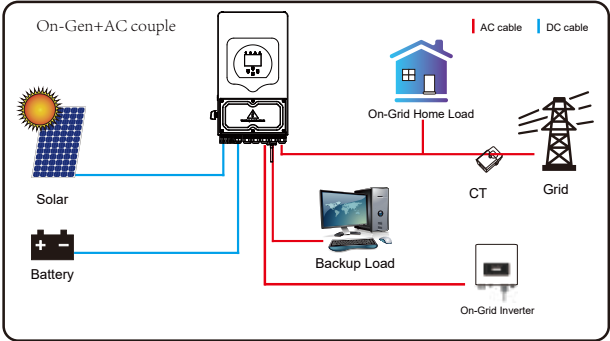 On-Gen+AC couple
AC cable
DC cable
On-Grid Home Load
Solar
CT
Grid
Battery
Backup Load
On-Grid Inverter